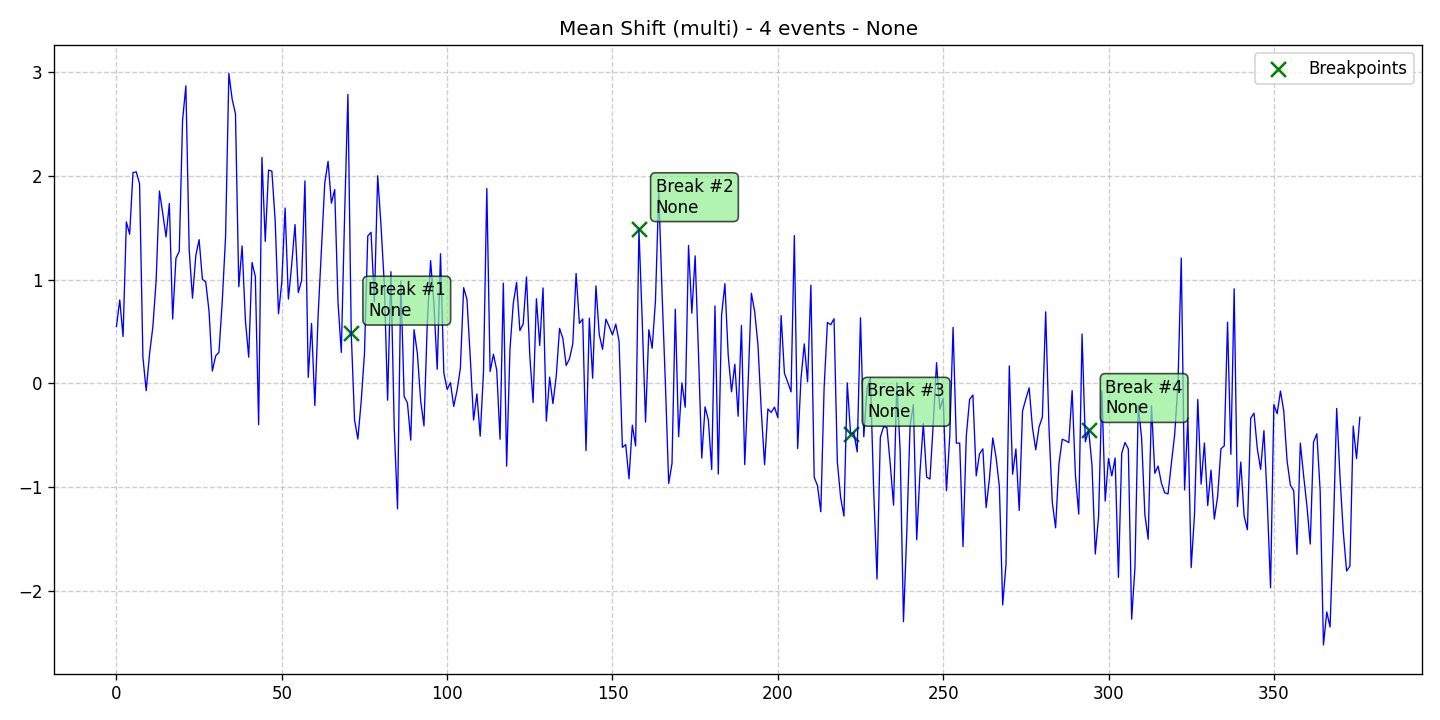 Mean Shift (multi) - 4 events - None
Breakpoints
3
2
1
0
−1
−2
Break #1
None
Break #2
None
Break #3
None
Break #4
None
0 50 100 150 200 250 300 350